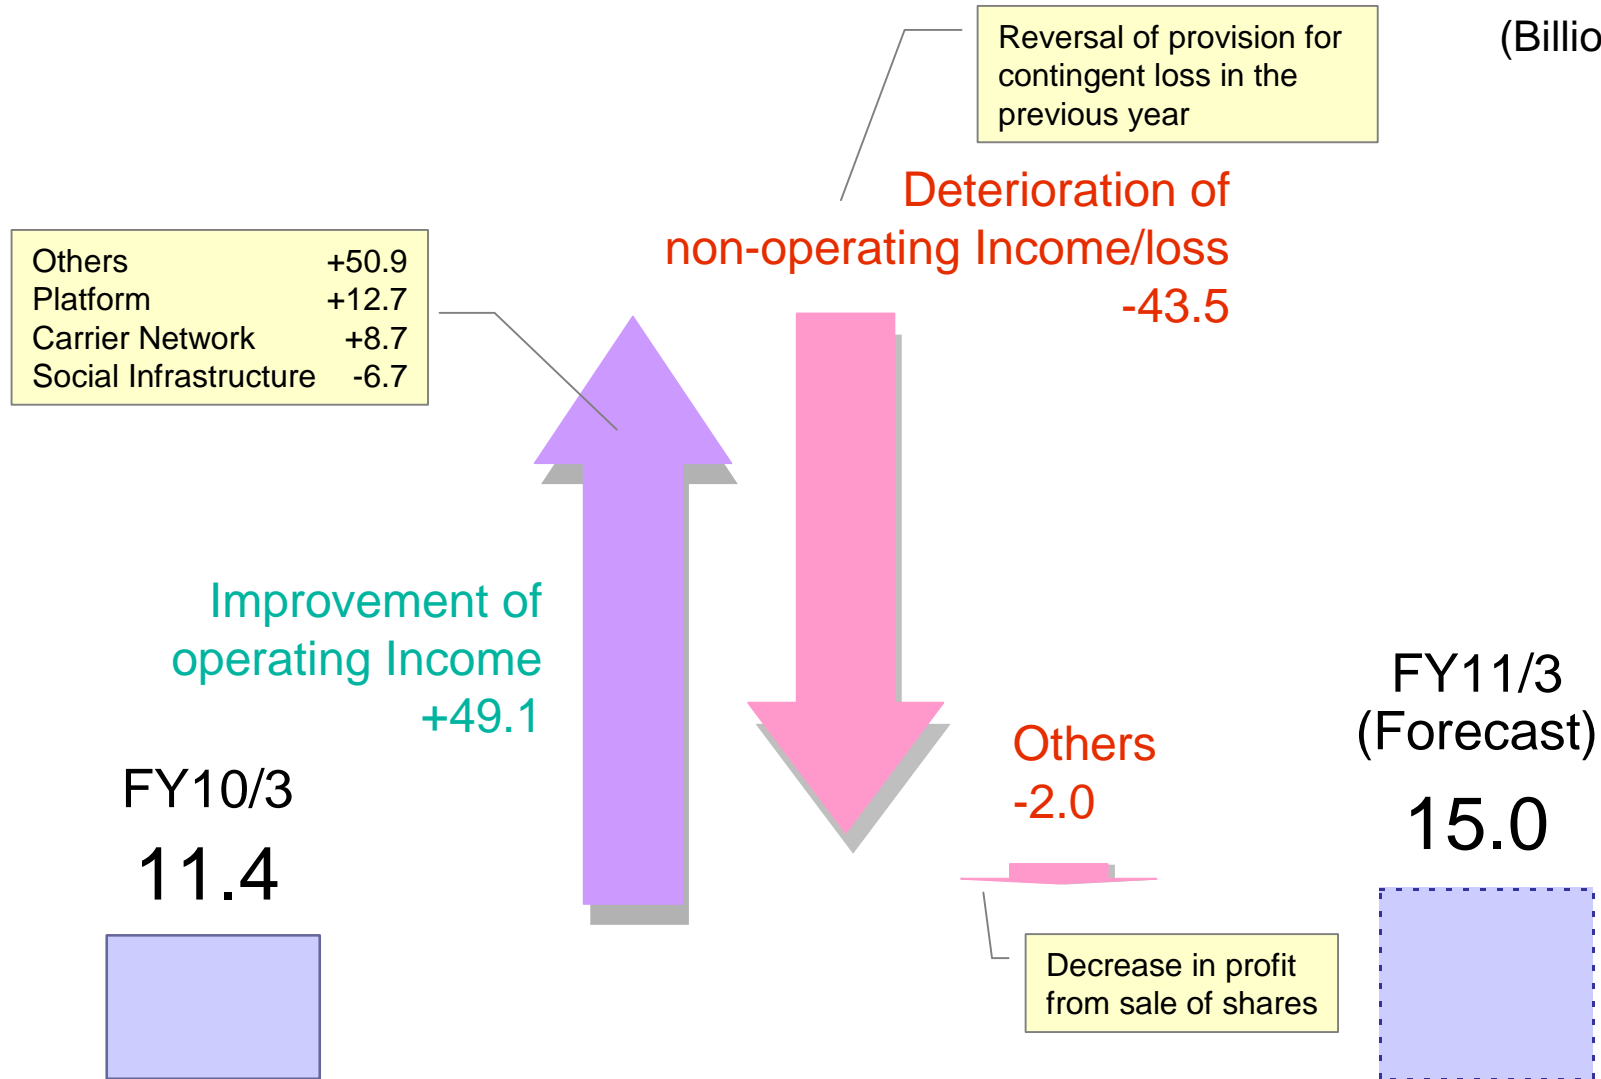 (Billio
Reversal of provision for
contingent loss in the
previous year
Deterioration of
non-operating Income/loss
-43.5
Others +50.9
Platform +12.7
Carrier Network +8.7
Social Infrastructure -6.7
Improvement of
operating Income
+49.1
FY10/3
11.4
Others
-2.0
Decrease in profit
from sale of shares
FY11/3
(Forecast)
15.0